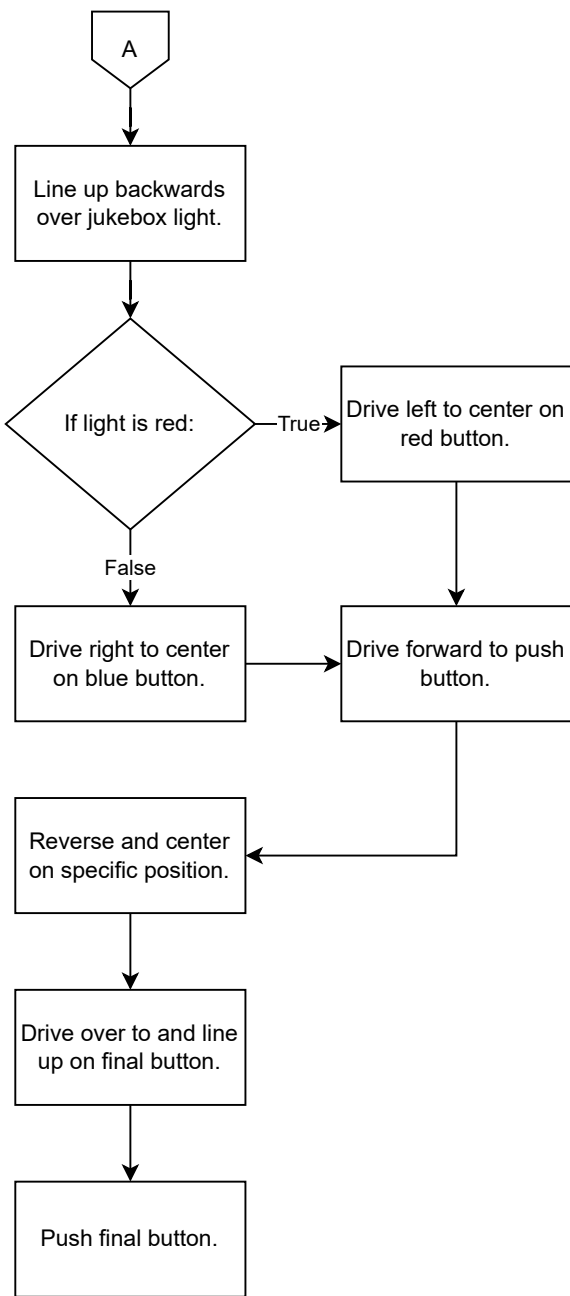 A
Line up backwards
over jukebox light.
If light is red:
True
Drive left to center on
red button.
False
Drive right to center
on blue button.
Drive forward to push
button.
Reverse and center
on specific position.
Drive over to and line
up on final button.
Push final button.